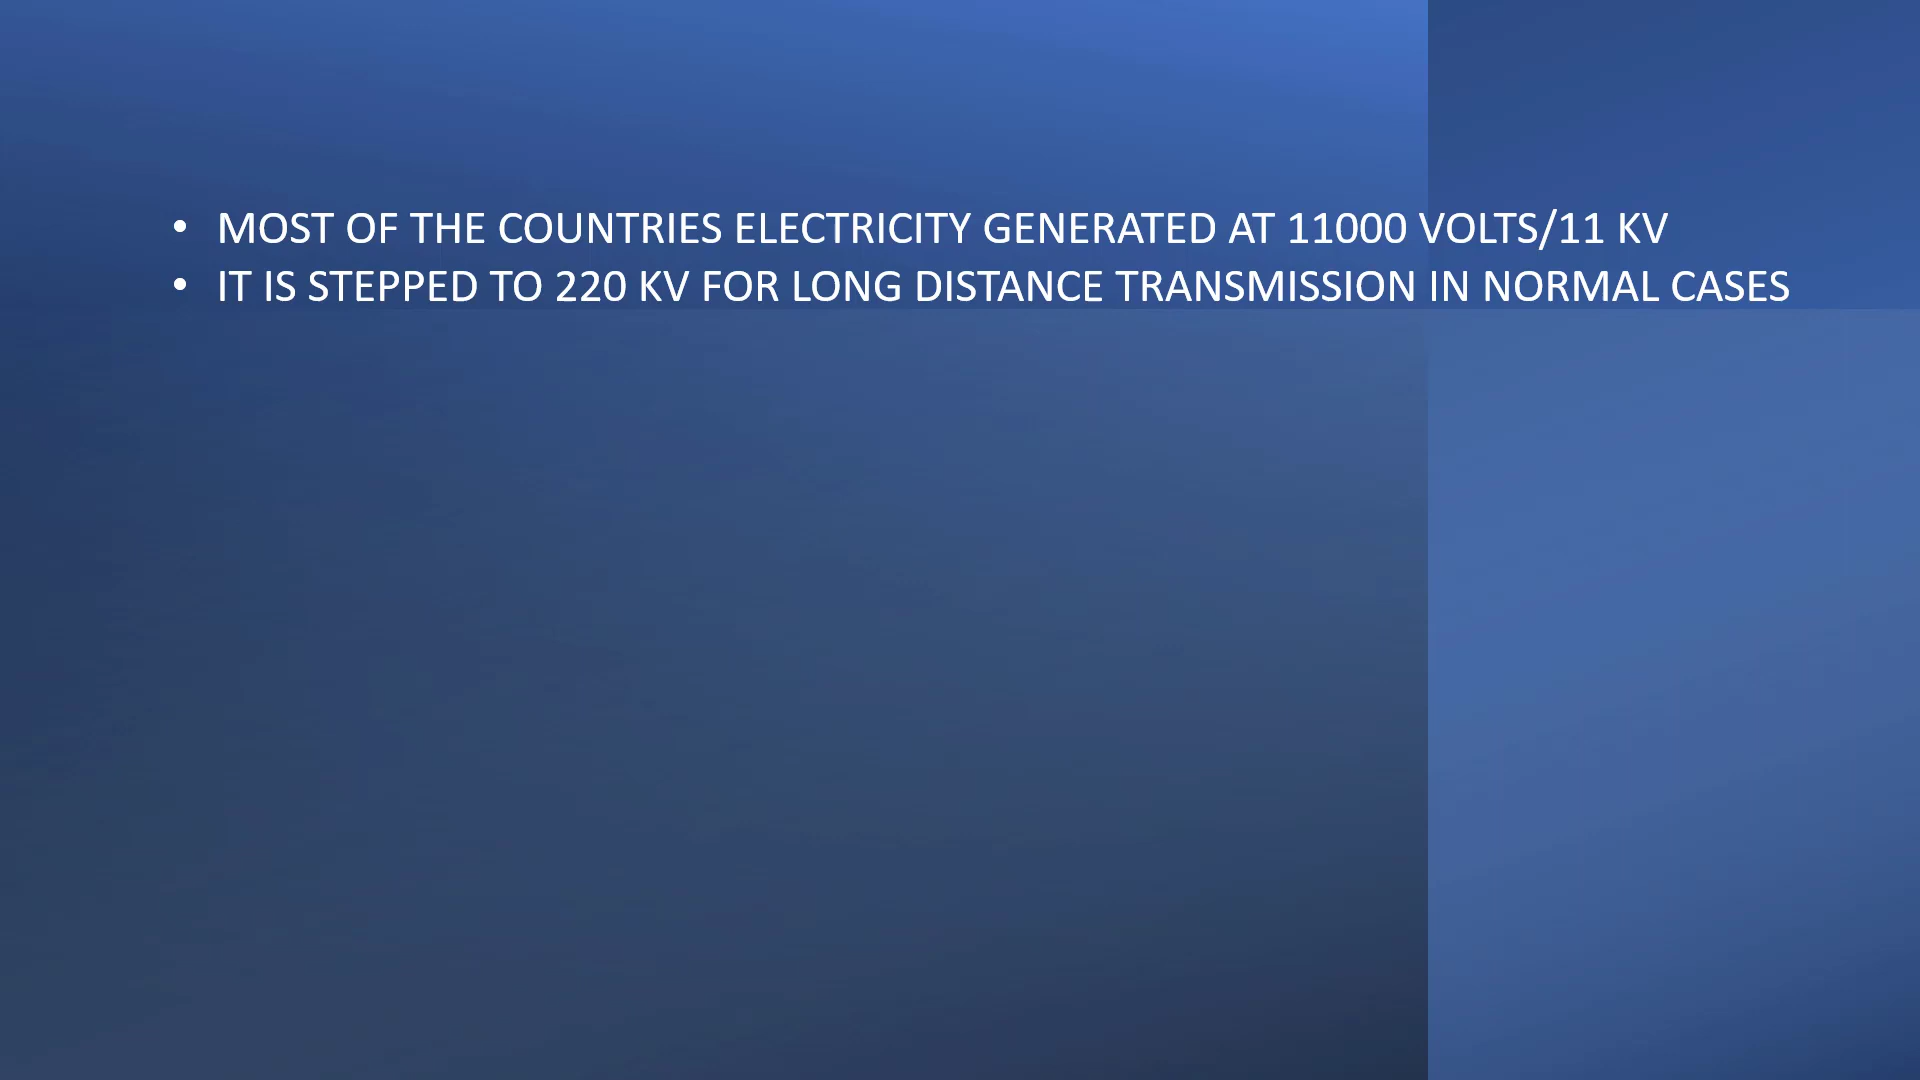 • MOST OF THE COUNTRIES ELECTRICITY GENERATED AT 11000 VOLTS/11 KV
• IT IS STEPPED TO 220 KV FOR LONG DISTANCE TRANSMISSION IN NORMAL CASES